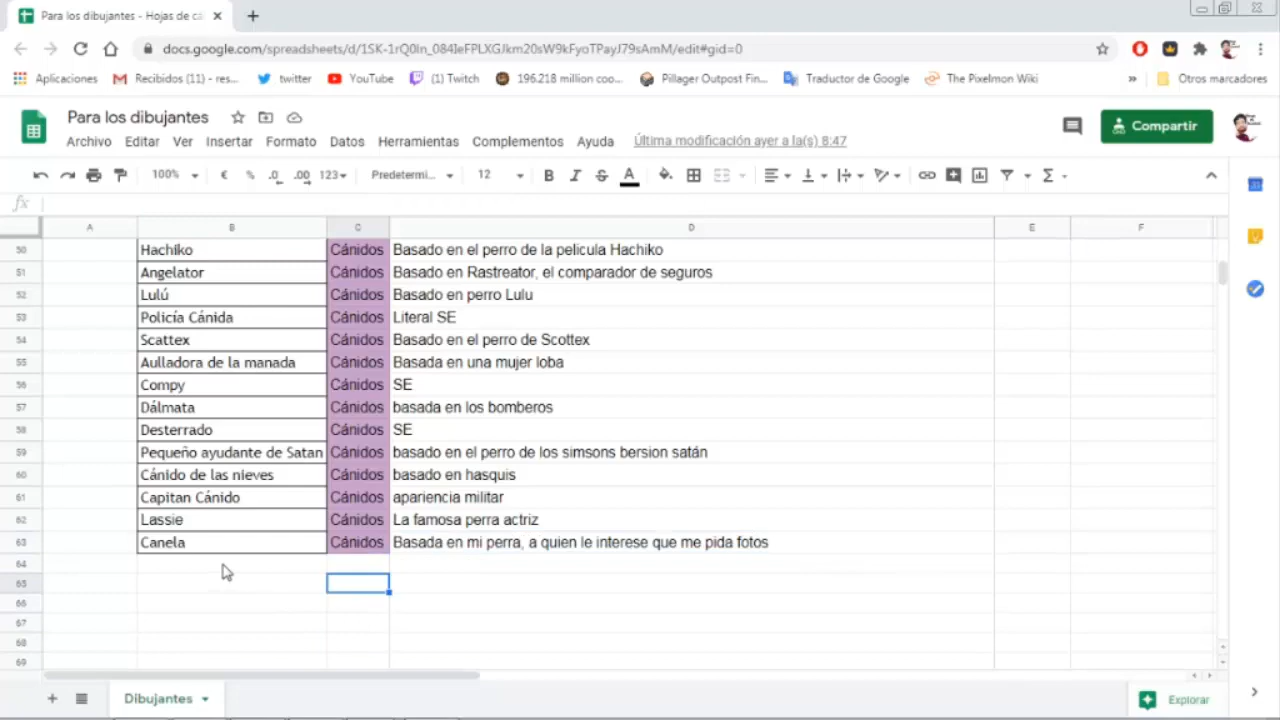 Para los dibujantes - Hojas de cá
docs.google.com/spreadsheets/d/1SK-1rQ0In_084IeFPLXGJkm20sW9kFyoTPayJ79sAmM/edit#gid=0
Aplicaciones Recibidos (11) - res... twitter YouTube (1) Twitch 196.218 million coo... Pillager Outpost Fin... Traductor de Google The Pixelmon Wiki » Otros marcadores
Para los dibujantes
Compartir
Archivo Editar Ver Insertar Formato Datos Herramientas Complementos Ayuda Última modificación ayer a la(s) 8:47
100% € % .0 .00 123 Predetermi... 12 B I S A Σ
fx
A B C D E F
50 Hachiko Cánidos Basado en el perro de la pelicula Hachiko
51 Angelator Cánidos Basado en Rastreator, el comparador de seguros
52 Lulú Cánidos Basado en perro Lulu
53 Policía Cánida Cánidos Literal SE
54 Scattex Cánidos Basado en el perro de Scottex
55 Aulladora de la manada Cánidos Basada en una mujer loba
56 Compy Cánidos SE
57 Dálmata Cánidos basada en los bomberos
58 Desterrado Cánidos SE
59 Pequeño ayudante de Satan Cánidos basado en el perro de los simsons bersion satán
60 Cánido de las nieves Cánidos basado en hasquis
61 Capitan Cánido Cánidos apariencia militar
62 Lassie Cánidos La famosa perra actriz
63 Canela Cánidos Basada en mi perra, a quien le interese que me pida fotos
64
65
66
67
68
69
Dibujantes
Explorar